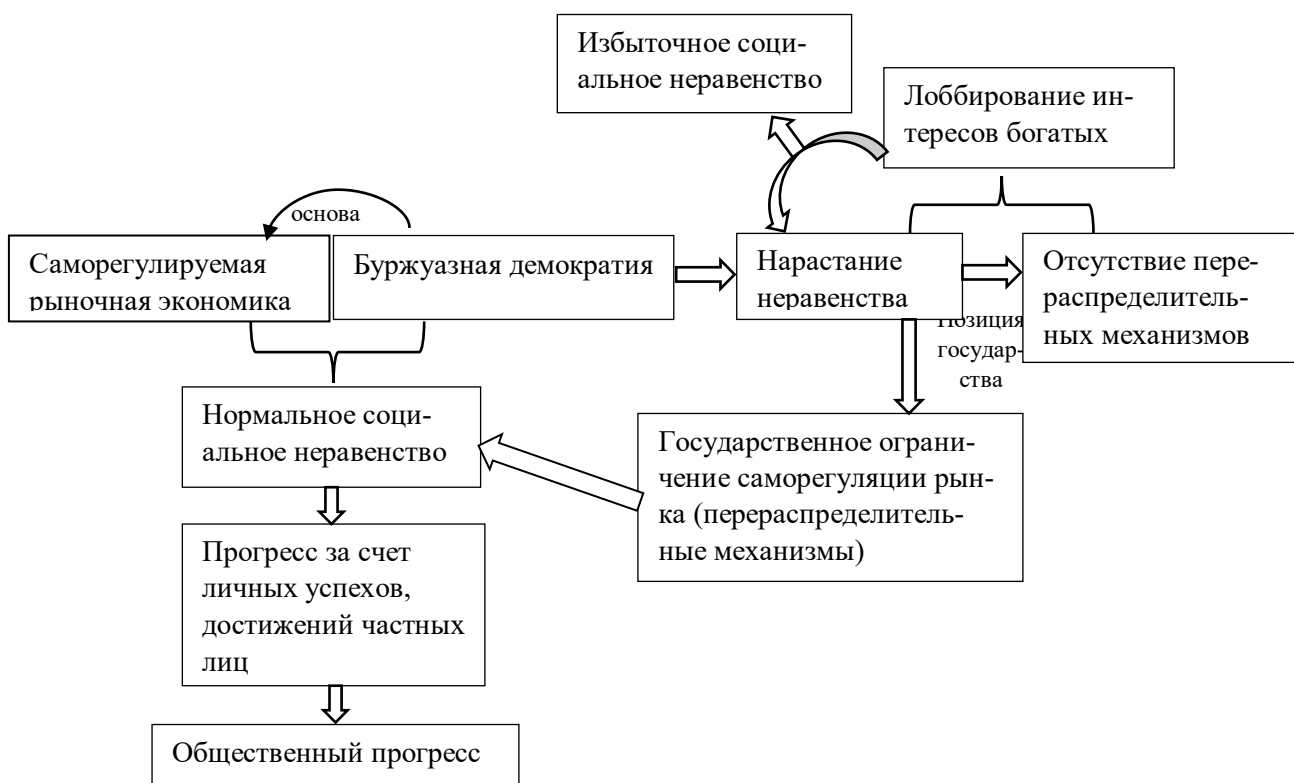 Избыточное соци-
альное неравенство
Лоббирование ин-
тересов богатых
основа
Саморегулируемая
рыночная экономика
Буржуазная демократия
Нарастание
неравенства
Отсутствие пере-
распределитель-
ных механизмов
Позиция
государ-
ства
Нормальное соци-
альное неравенство
Государственное ограни-
чение саморегуляции рын-
ка (перераспределитель-
ные механизмы)
Прогресс за счет
личных успехов,
достижений частных
лиц
Общественный прогресс